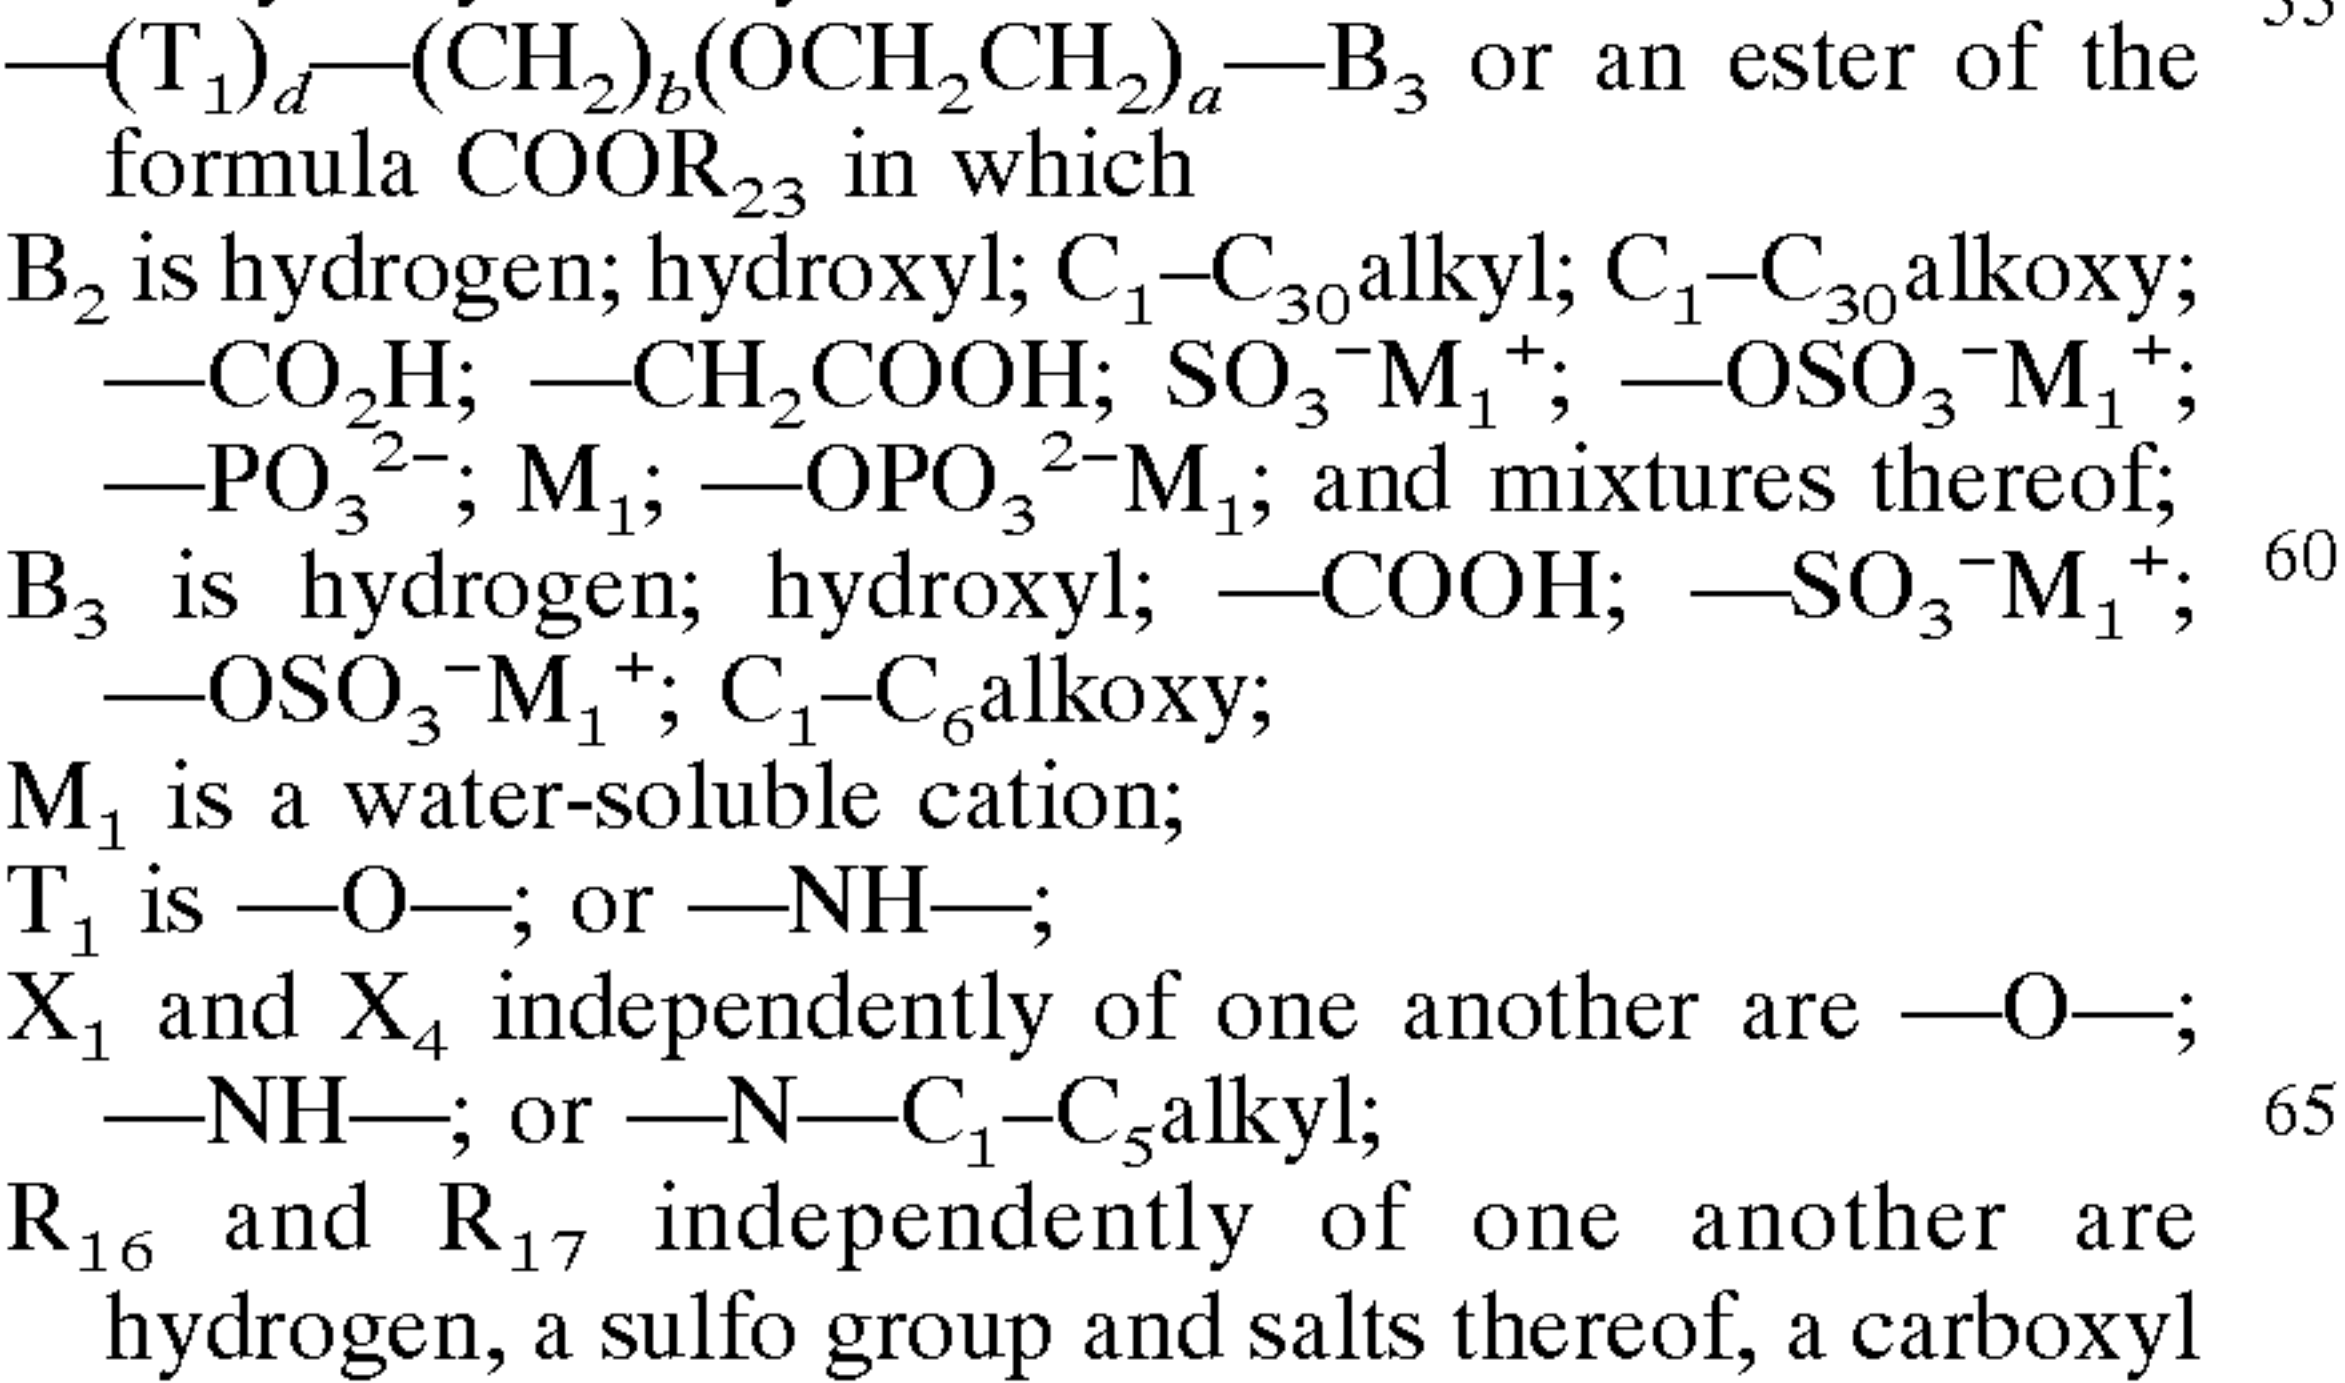 —(T₁)d—(CH₂)b(OCH₂CH₂)a—B₃ or an ester of the
formula COOR₂₃ in which
B₂ is hydrogen; hydroxyl; C₁–C₃₀alkyl; C₁–C₃₀alkoxy;
—CO₂H; —CH₂COOH; SO₃⁻M₁⁺; —OSO₃⁻M₁⁺;
—PO₃²⁻; M₁; —OPO₃²⁻M₁; and mixtures thereof;
B₃ is hydrogen; hydroxyl; —COOH; —SO₃⁻M₁⁺; 60
—OSO₃⁻M₁⁺; C₁–C₆alkoxy;
M₁ is a water-soluble cation;
T₁ is —O—; or —NH—;
X₁ and X₄ independently of one another are —O—;
—NH—; or —N—C₁–C₅alkyl; 65
R₁₆ and R₁₇ independently of one another are
hydrogen, a sulfo group and salts thereof, a carboxyl